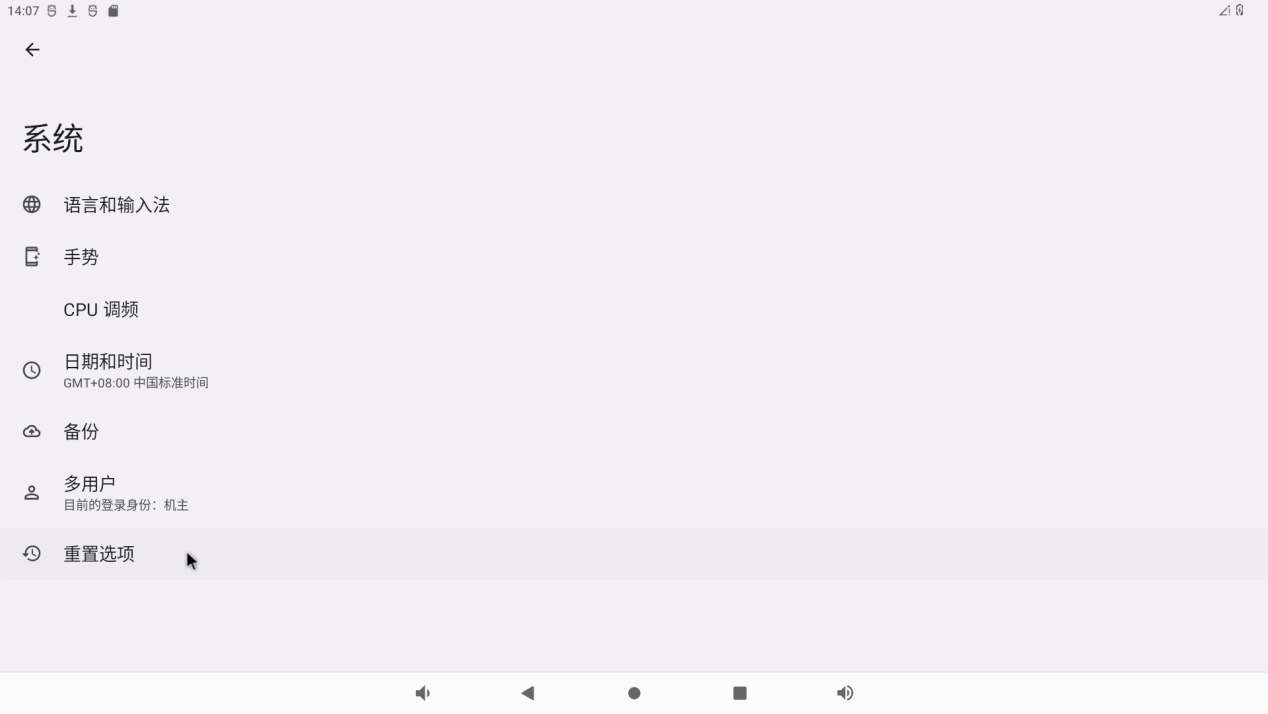 14:07
系统
语言和输入法
手势
CPU 调频
日期和时间
GMT+08:00 中国标准时间
备份
多用户
目前的登录身份：机主
重置选项